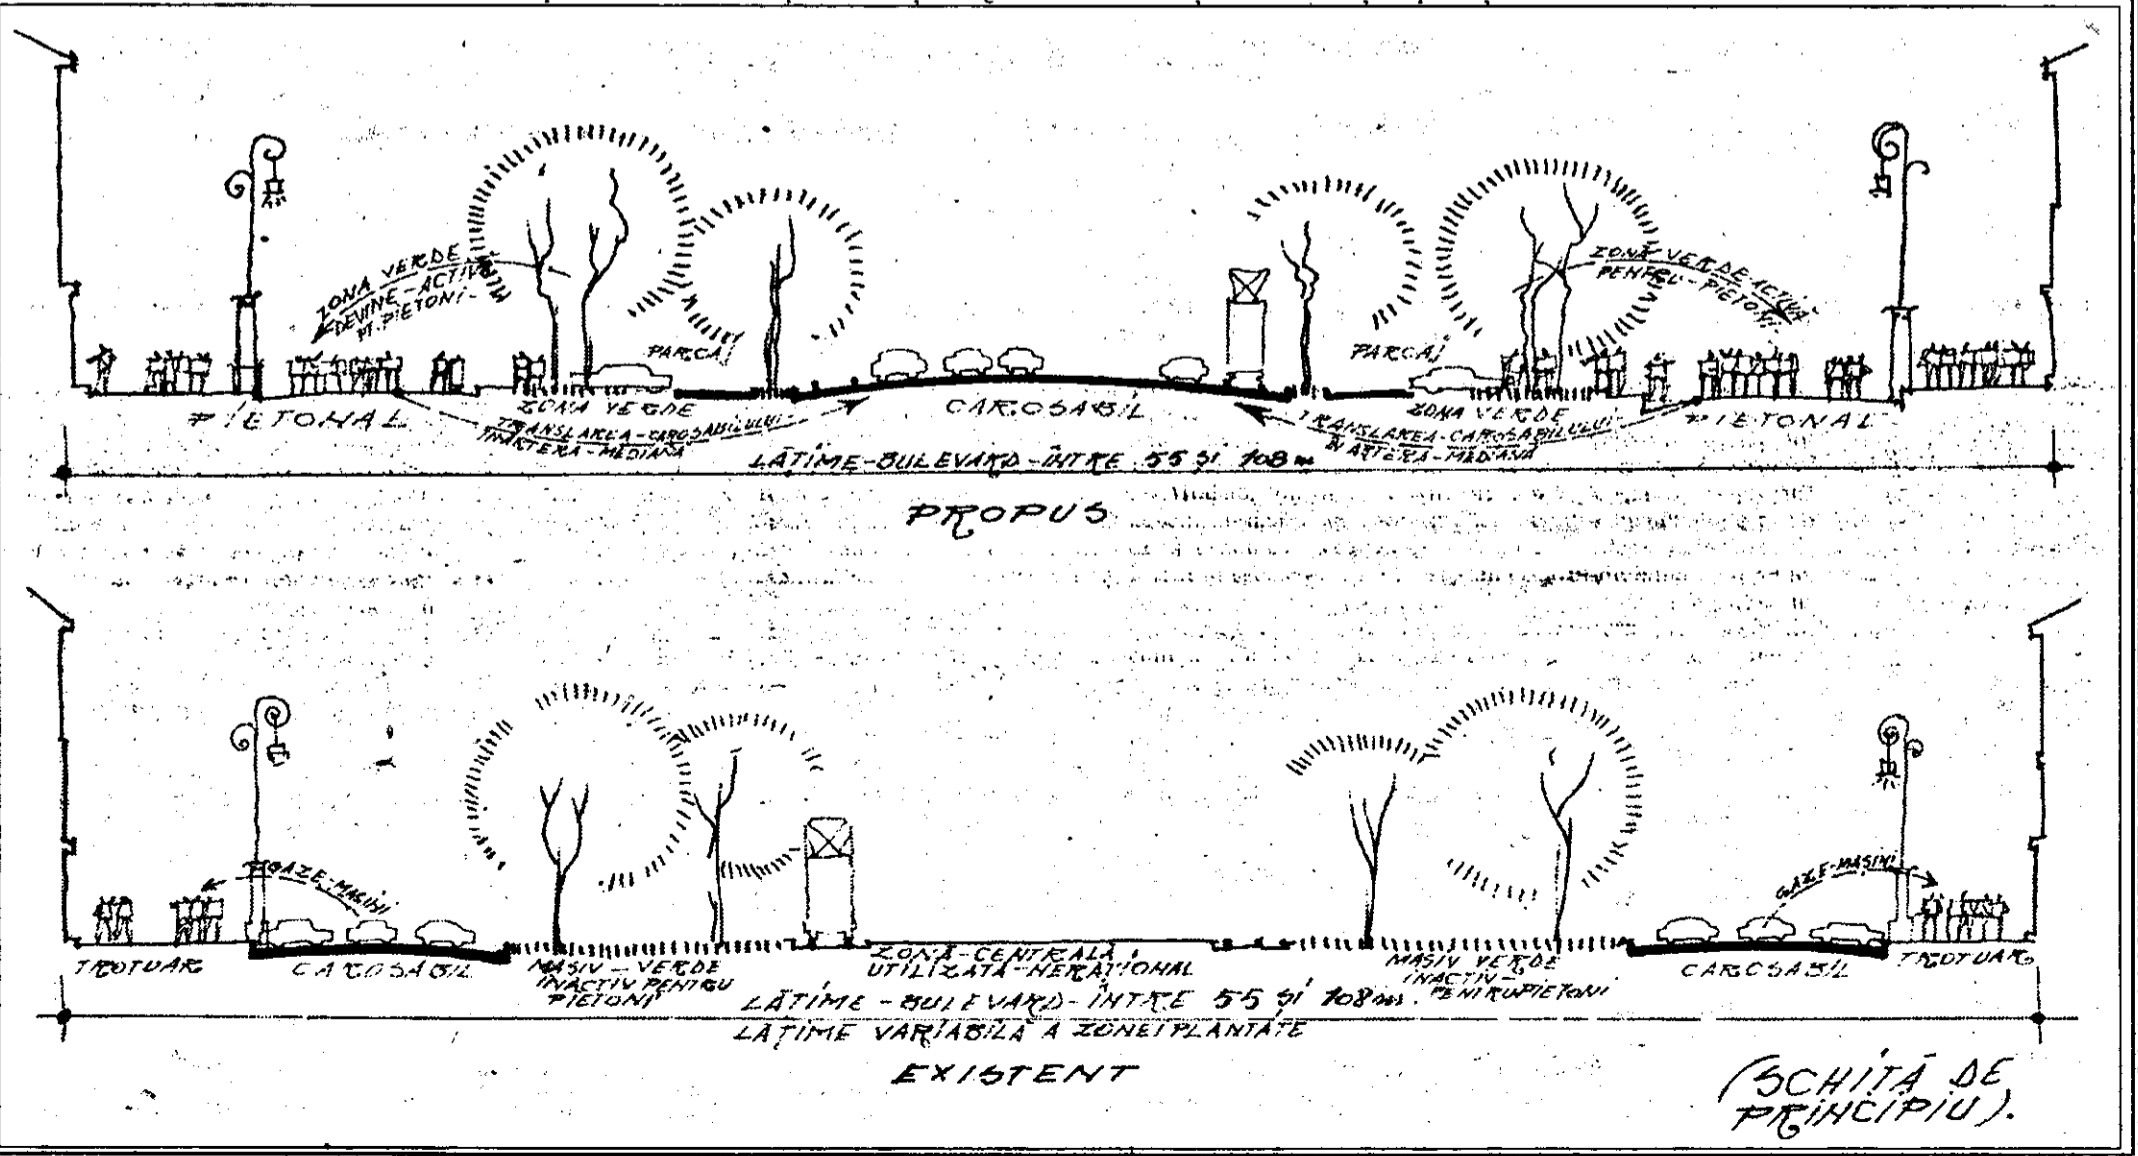 ZONA VERDE
DEVINE-ACTIVĂ
PT. PIETONI-
ZONĂ VERDE-ACTIVĂ
PENTRU-PIETONI-
PARCAJ
PARCAJ
PIETONAL
ZONA VERDE
CAROSABIL
ZONA VERDE
PIETONAL
TRANSLAREA-CAROSABILULUI
ÎN ARTERA-MEDIANĂ
TRANSLAREA-CAROSABILULUI
ÎN ARTERA-MEDIANĂ
LĂȚIME-BULEVARD-ÎNTRE 55 ȘI 108 m
PROPUS
GAZE-MAȘINI
GAZE-MAȘINI
TROTUAR
CAROSABIL
MASIV-VERDE
INACTIV PENTRU
PIETONI
ZONĂ-CENTRALĂ
UTILIZATĂ-NERAȚIONAL
MASIV VERDE
INACTIV-
PENTRU PIETONI
CAROSABIL
TROTUAR
LĂȚIME-BULEVARD-ÎNTRE 55 ȘI 108 m.
LĂȚIME VARIABILĂ A ZONEI PLANTATE
EXISTENT
(SCHIȚĂ DE
PRINCIPIU).